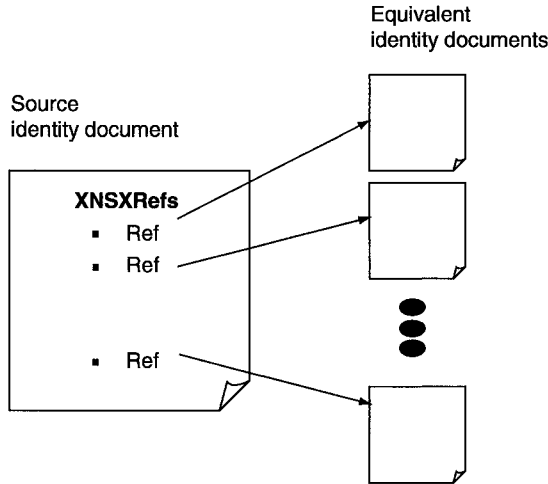 Equivalent
identity documents
Source
identity document
XNSXRefs
▪ Ref
▪ Ref
▪ Ref